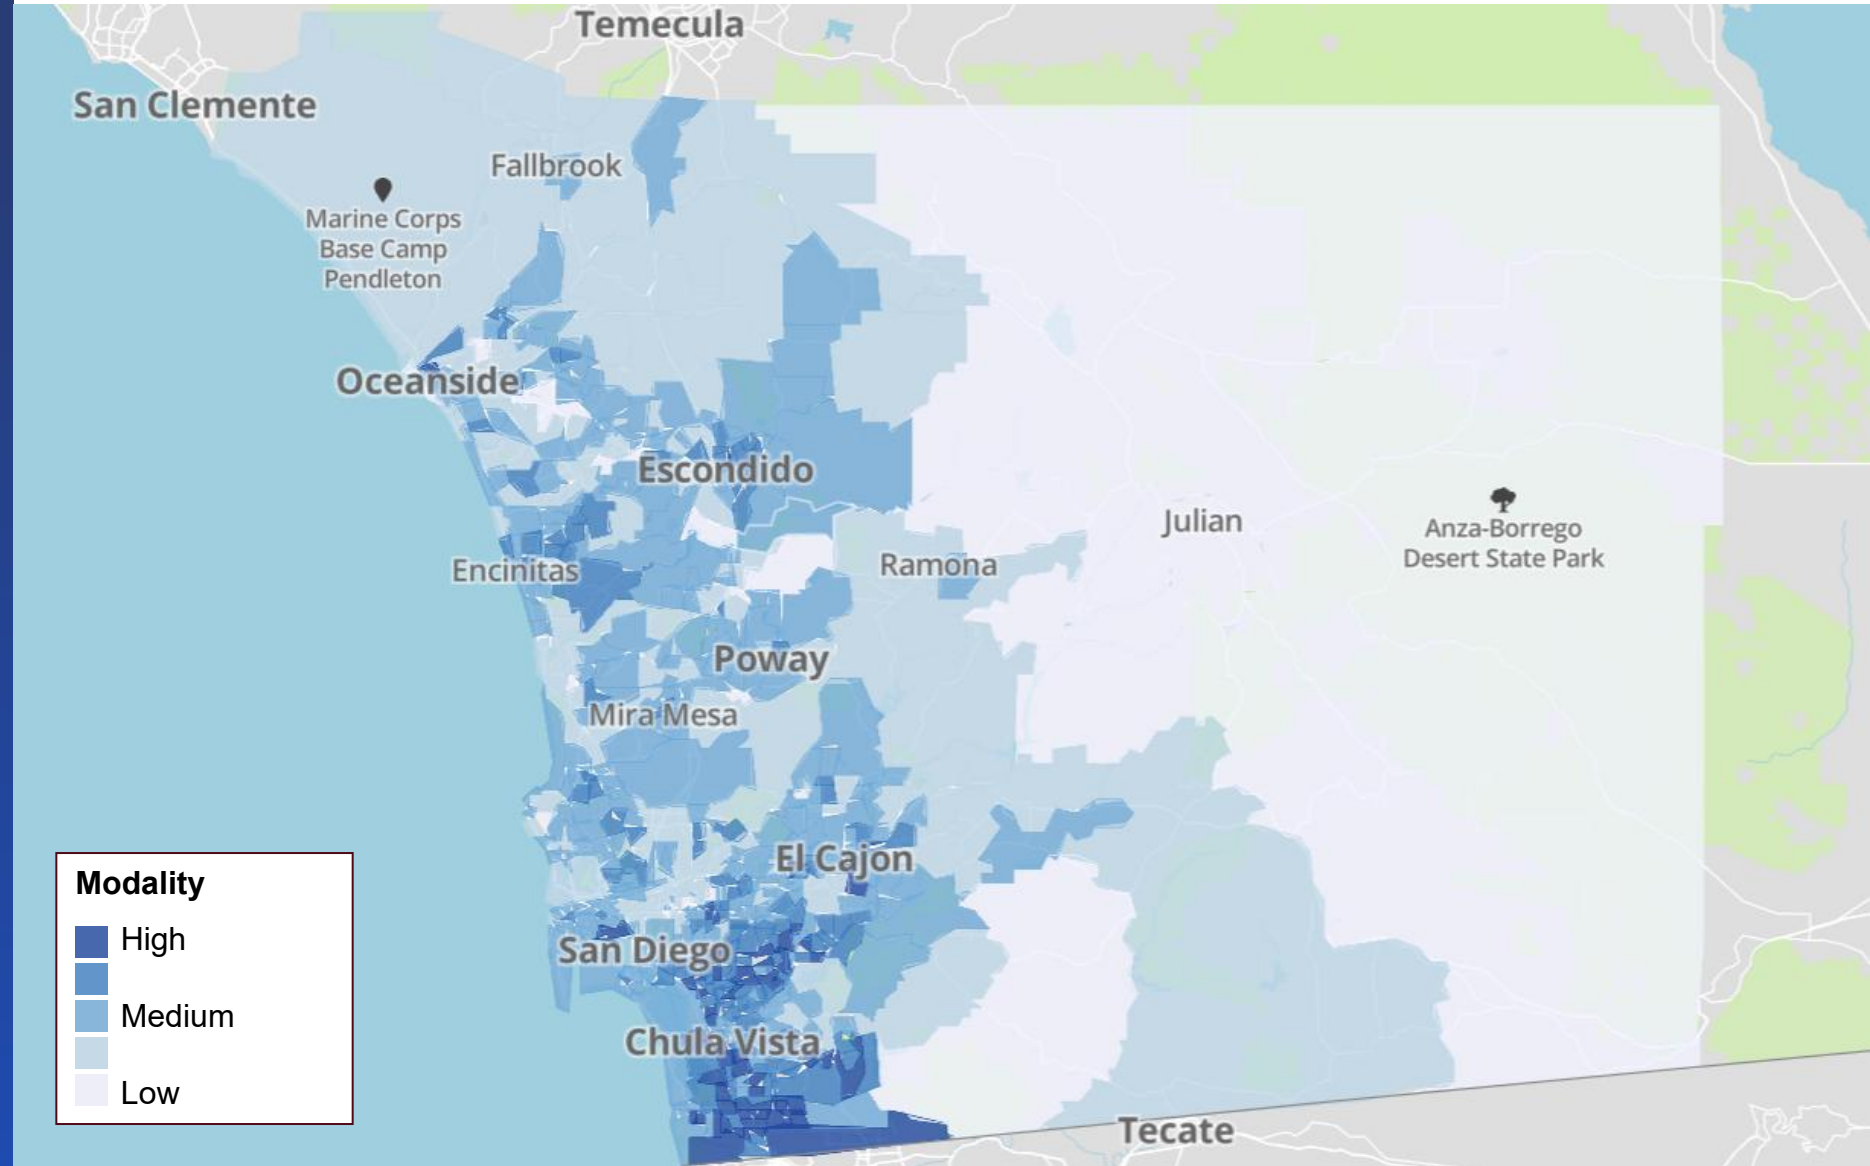 Temecula
San Clemente
Fallbrook
Marine Corps
Base Camp
Pendleton
Oceanside
Escondido
Julian
Anza-Borrego
Desert State Park
Encinitas
Ramona
Poway
Mira Mesa
El Cajon
San Diego
Chula Vista
Tecate
Modality
High
Medium
Low